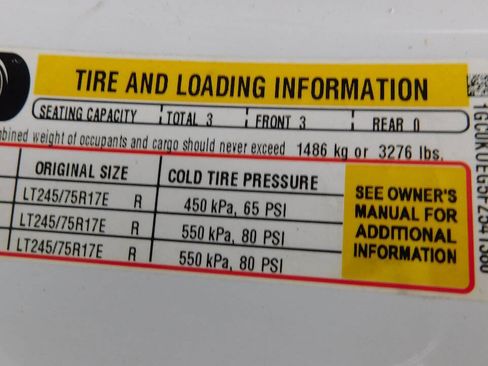 TIRE AND LOADING INFORMATION
SEATING CAPACITY TOTAL 3 FRONT 3 REAR 0
weight of occupants and cargo should never exceed 1486 kg or 3276 lbs.
ORIGINAL SIZE COLD TIRE PRESSURE
LT245/75R17E R 450 kPa, 65 PSI
LT245/75R17E R 550 kPa, 80 PSI
LT245/75R17E R 550 kPa, 80 PSI
SEE OWNER'S
MANUAL FOR
ADDITIONAL
INFORMATION